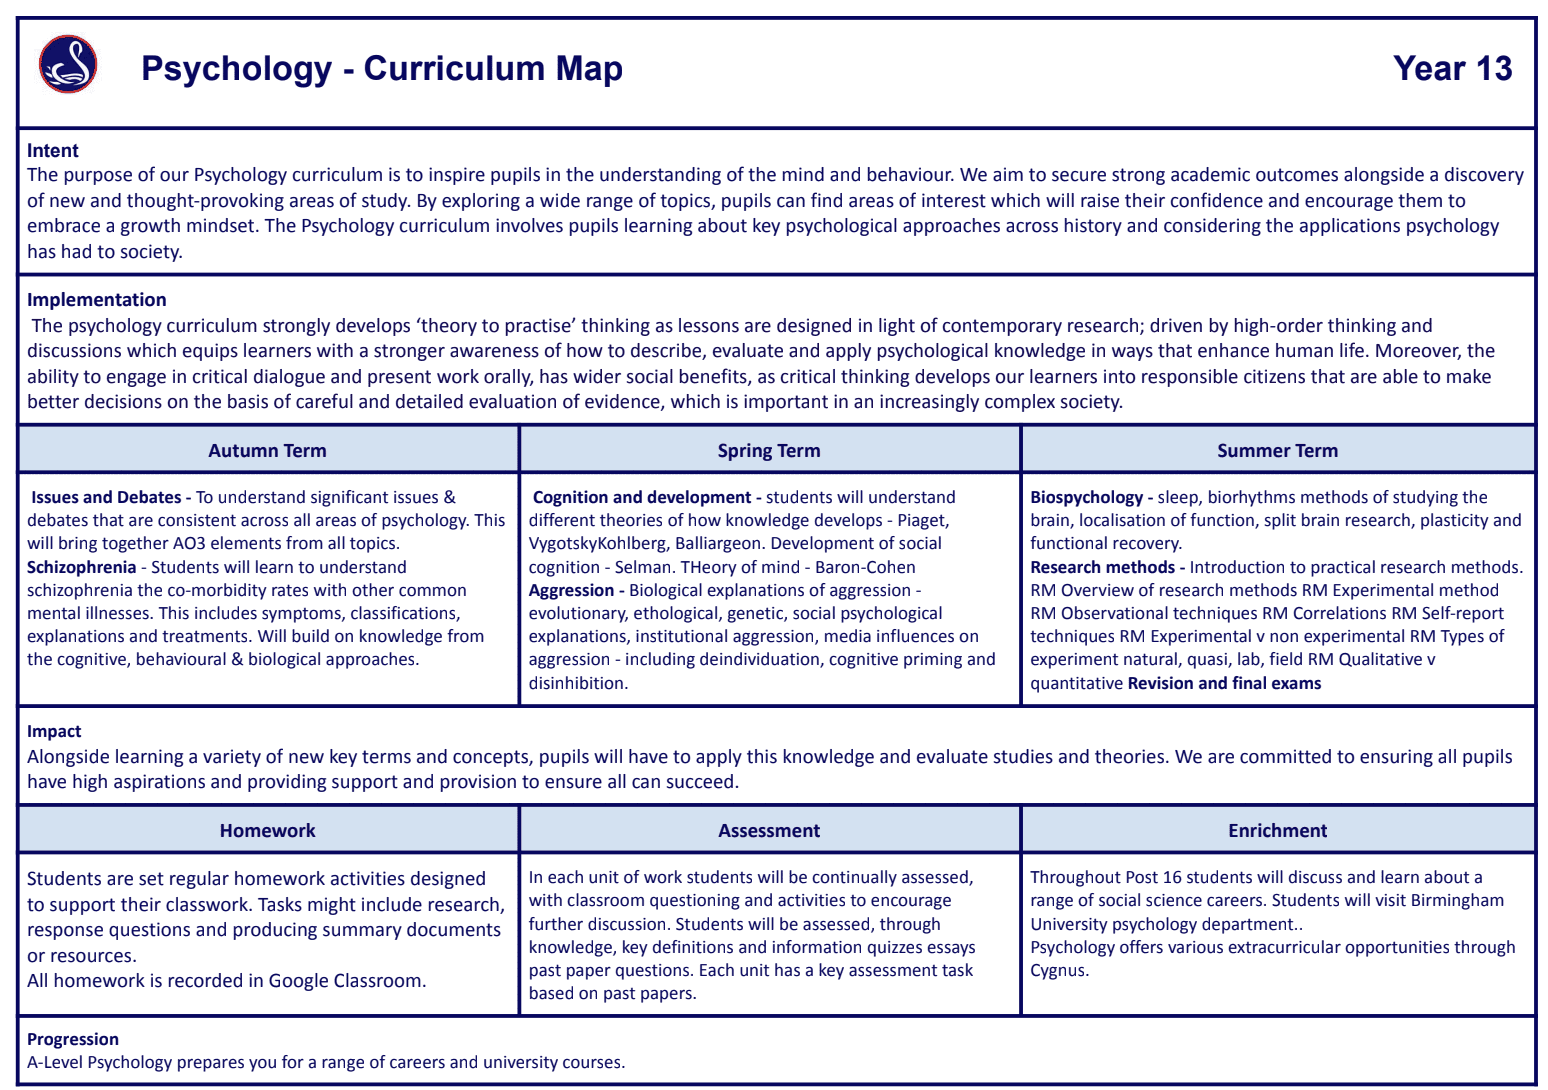 Psychology - Curriculum Map
Year 13
Intent
The purpose of our Psychology curriculum is to inspire pupils in the understanding of the mind and behaviour. We aim to secure strong academic outcomes alongside a discovery
of new and thought-provoking areas of study. By exploring a wide range of topics, pupils can find areas of interest which will raise their confidence and encourage them to
embrace a growth mindset. The Psychology curriculum involves pupils learning about key psychological approaches across history and considering the applications psychology
has had to society.
Implementation
The psychology curriculum strongly develops ‘theory to practise’ thinking as lessons are designed in light of contemporary research; driven by high-order thinking and
discussions which equips learners with a stronger awareness of how to describe, evaluate and apply psychological knowledge in ways that enhance human life. Moreover, the
ability to engage in critical dialogue and present work orally, has wider social benefits, as critical thinking develops our learners into responsible citizens that are able to make
better decisions on the basis of careful and detailed evaluation of evidence, which is important in an increasingly complex society.
Autumn Term
Issues and Debates - To understand significant issues &
debates that are consistent across all areas of psychology. This
will bring together AO3 elements from all topics.
Schizophrenia - Students will learn to understand
schizophrenia the co-morbidity rates with other common
mental illnesses. This includes symptoms, classifications,
explanations and treatments. Will build on knowledge from
the cognitive, behavioural & biological approaches.
Spring Term
Cognition and development - students will understand
different theories of how knowledge develops - Piaget,
VygotskyKohlberg, Balliargeon. Development of social
cognition - Selman. THeory of mind - Baron-Cohen
Aggression - Biological explanations of aggression -
evolutionary, ethological, genetic, social psychological
explanations, institutional aggression, media influences on
aggression - including deindividuation, cognitive priming and
disinhibition.
Summer Term
Biospychology - sleep, biorhythms methods of studying the
brain, localisation of function, split brain research, plasticity and
functional recovery.
Research methods - Introduction to practical research methods.
RM Overview of research methods RM Experimental method
RM Observational techniques RM Correlations RM Self-report
techniques RM Experimental v non experimental RM Types of
experiment natural, quasi, lab, field RM Qualitative v
quantitative Revision and final exams
Impact
Alongside learning a variety of new key terms and concepts, pupils will have to apply this knowledge and evaluate studies and theories. We are committed to ensuring all pupils
have high aspirations and providing support and provision to ensure all can succeed.
Homework
Students are set regular homework activities designed
to support their classwork. Tasks might include research,
response questions and producing summary documents
or resources.
All homework is recorded in Google Classroom.
Assessment
In each unit of work students will be continually assessed,
with classroom questioning and activities to encourage
further discussion. Students will be assessed, through
knowledge, key definitions and information quizzes essays
past paper questions. Each unit has a key assessment task
based on past papers.
Enrichment
Throughout Post 16 students will discuss and learn about a
range of social science careers. Students will visit Birmingham
University psychology department..
Psychology offers various extracurricular opportunities through
Cygnus.
Progression
A-Level Psychology prepares you for a range of careers and university courses.